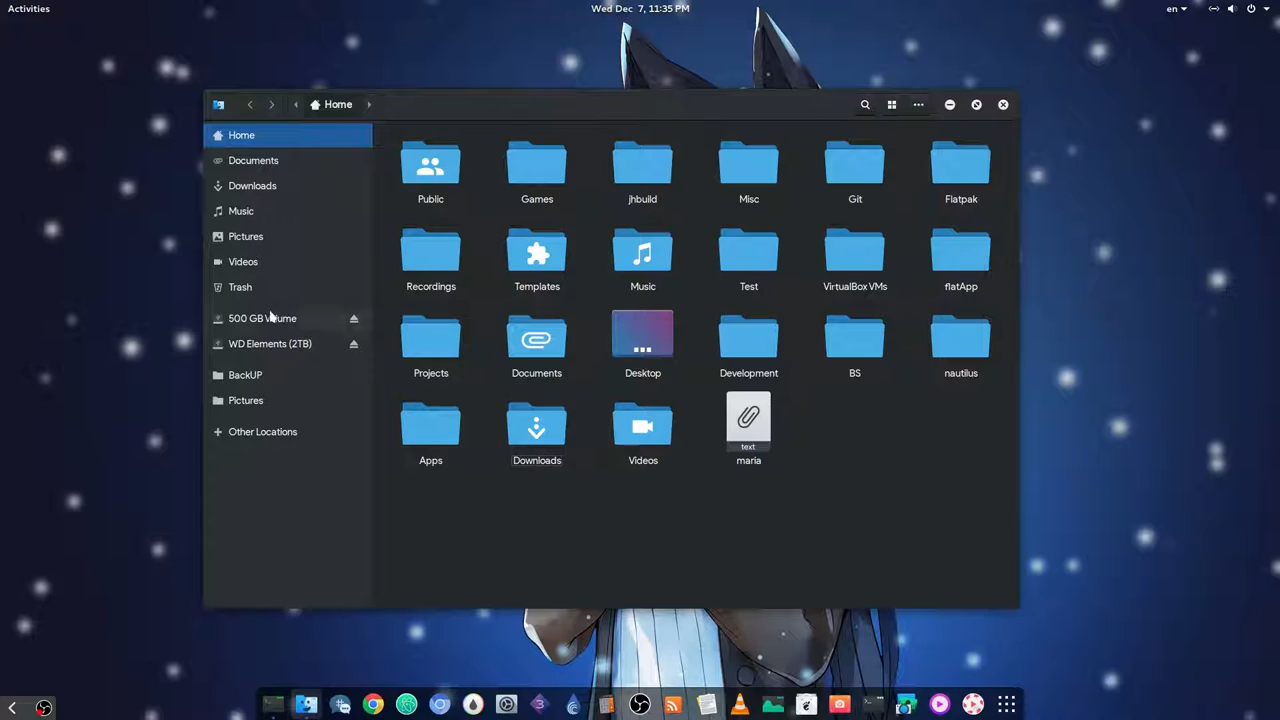 Activities
Wed Dec 7, 11:35 PM
en
Home
Home
Documents
Downloads
Music
Pictures
Videos
Trash
500 GB Volume
WD Elements (2TB)
BackUP
Pictures
Other Locations
Public
Games
jhbuild
Misc
Git
Flatpak
Recordings
Templates
Music
Test
VirtualBox VMs
flatApp
Projects
Documents
Desktop
Development
BS
nautilus
Apps
Downloads
Videos
text
maria